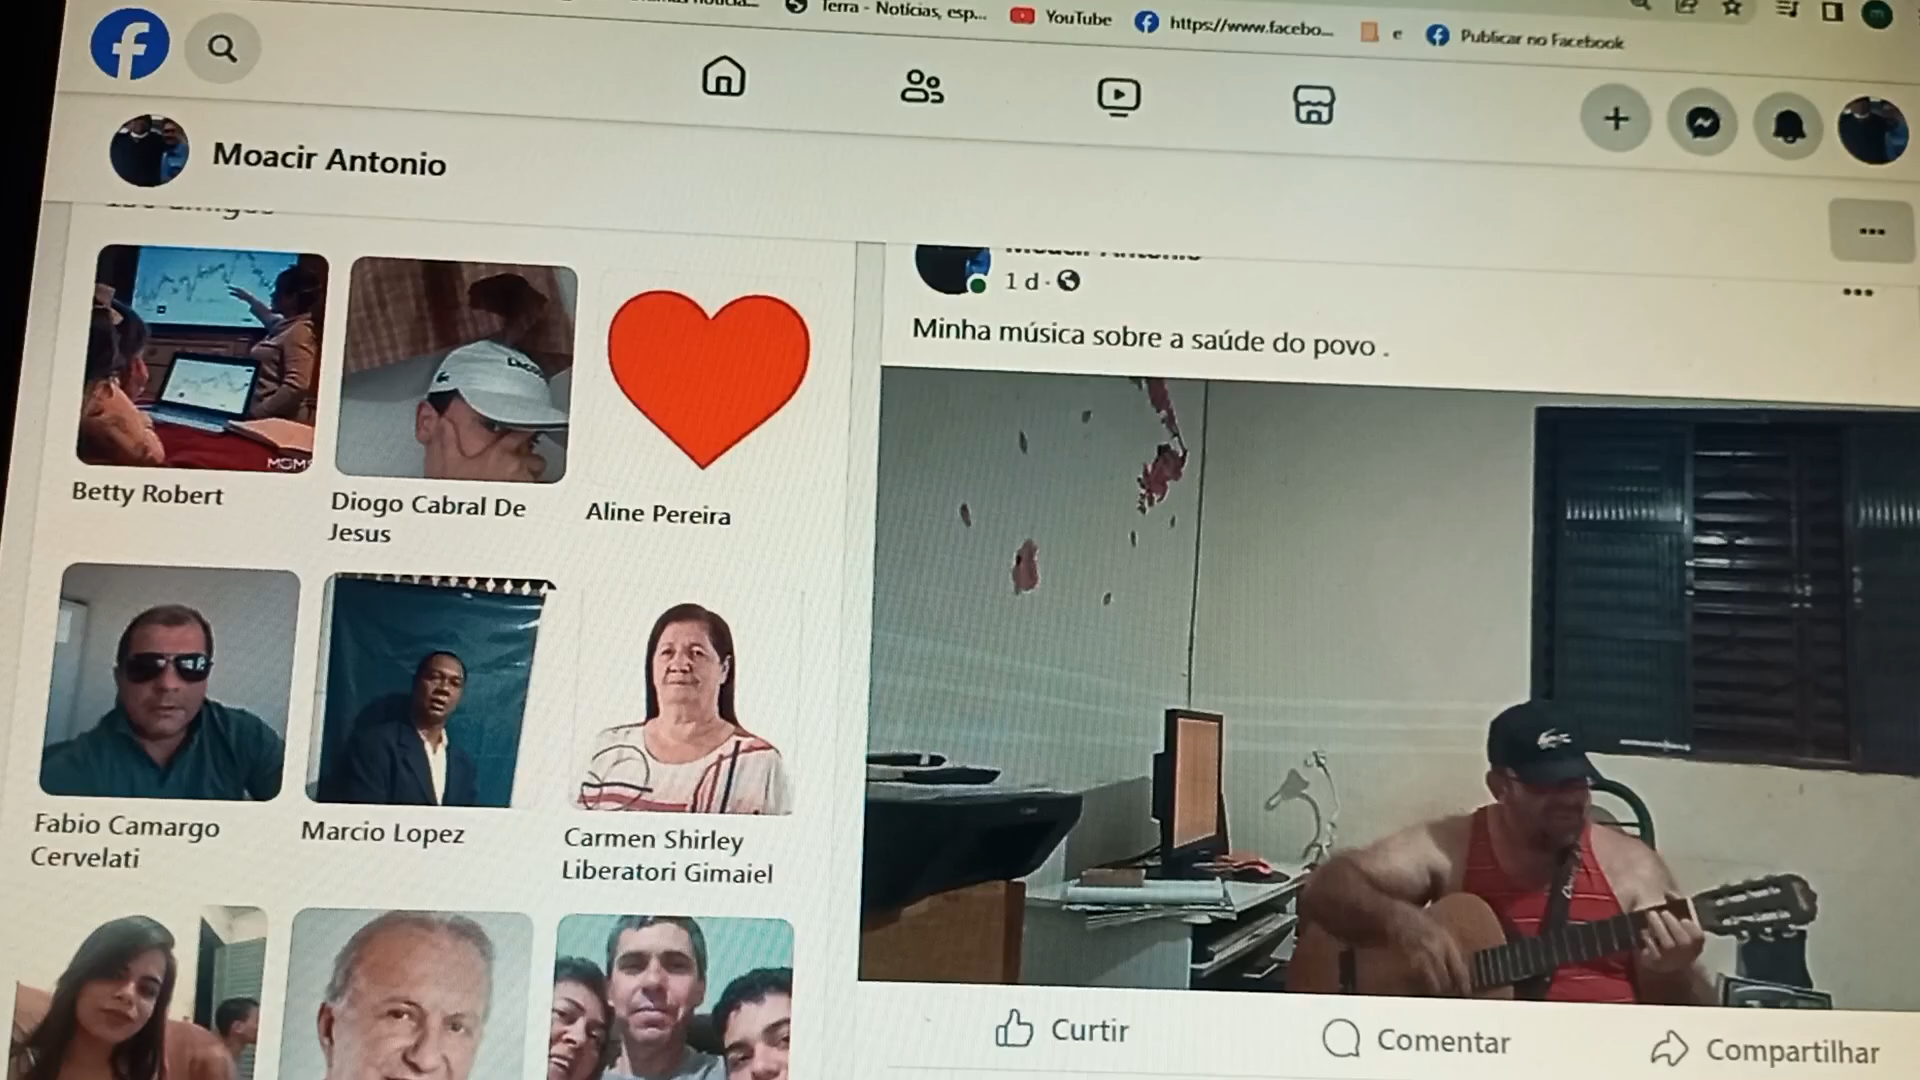 Terra - Notícias, esp...
YouTube
https://www.facebo...
e
Publicar no Facebook
Moacir Antonio
1 d ·
Minha música sobre a saúde do povo .
Betty Robert
Diogo Cabral De
Jesus
Aline Pereira
Fabio Camargo
Cervelati
Marcio Lopez
Carmen Shirley
Liberatori Gimaiel
Curtir
Comentar
Compartilhar